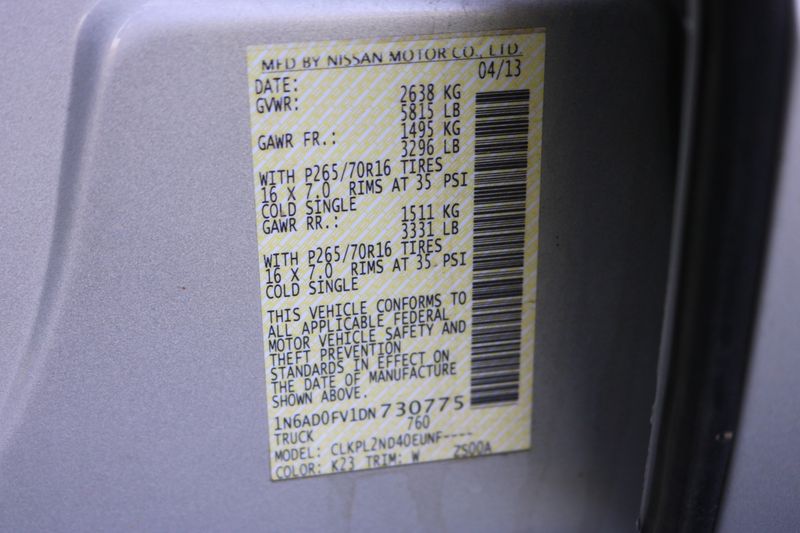 MFD BY NISSAN MOTOR CO., LTD.
DATE: 04/13
GVWR: 2638 KG
5815 LB
GAWR FR.: 1495 KG
3296 LB
WITH P265/70R16 TIRES
16 X 7.0 RIMS AT 35 PSI
COLD SINGLE
GAWR RR.: 1511 KG
3331 LB
WITH P265/70R16 TIRES
16 X 7.0 RIMS AT 35 PSI
COLD SINGLE
THIS VEHICLE CONFORMS TO
ALL APPLICABLE FEDERAL
MOTOR VEHICLE SAFETY AND
THEFT PREVENTION
STANDARDS IN EFFECT ON
THE DATE OF MANUFACTURE
SHOWN ABOVE.
1N6AD0FV1DN730775
TRUCK 760
MODEL: CLKPL2ND40EUNF----
COLOR: K23 TRIM: W ZS00A